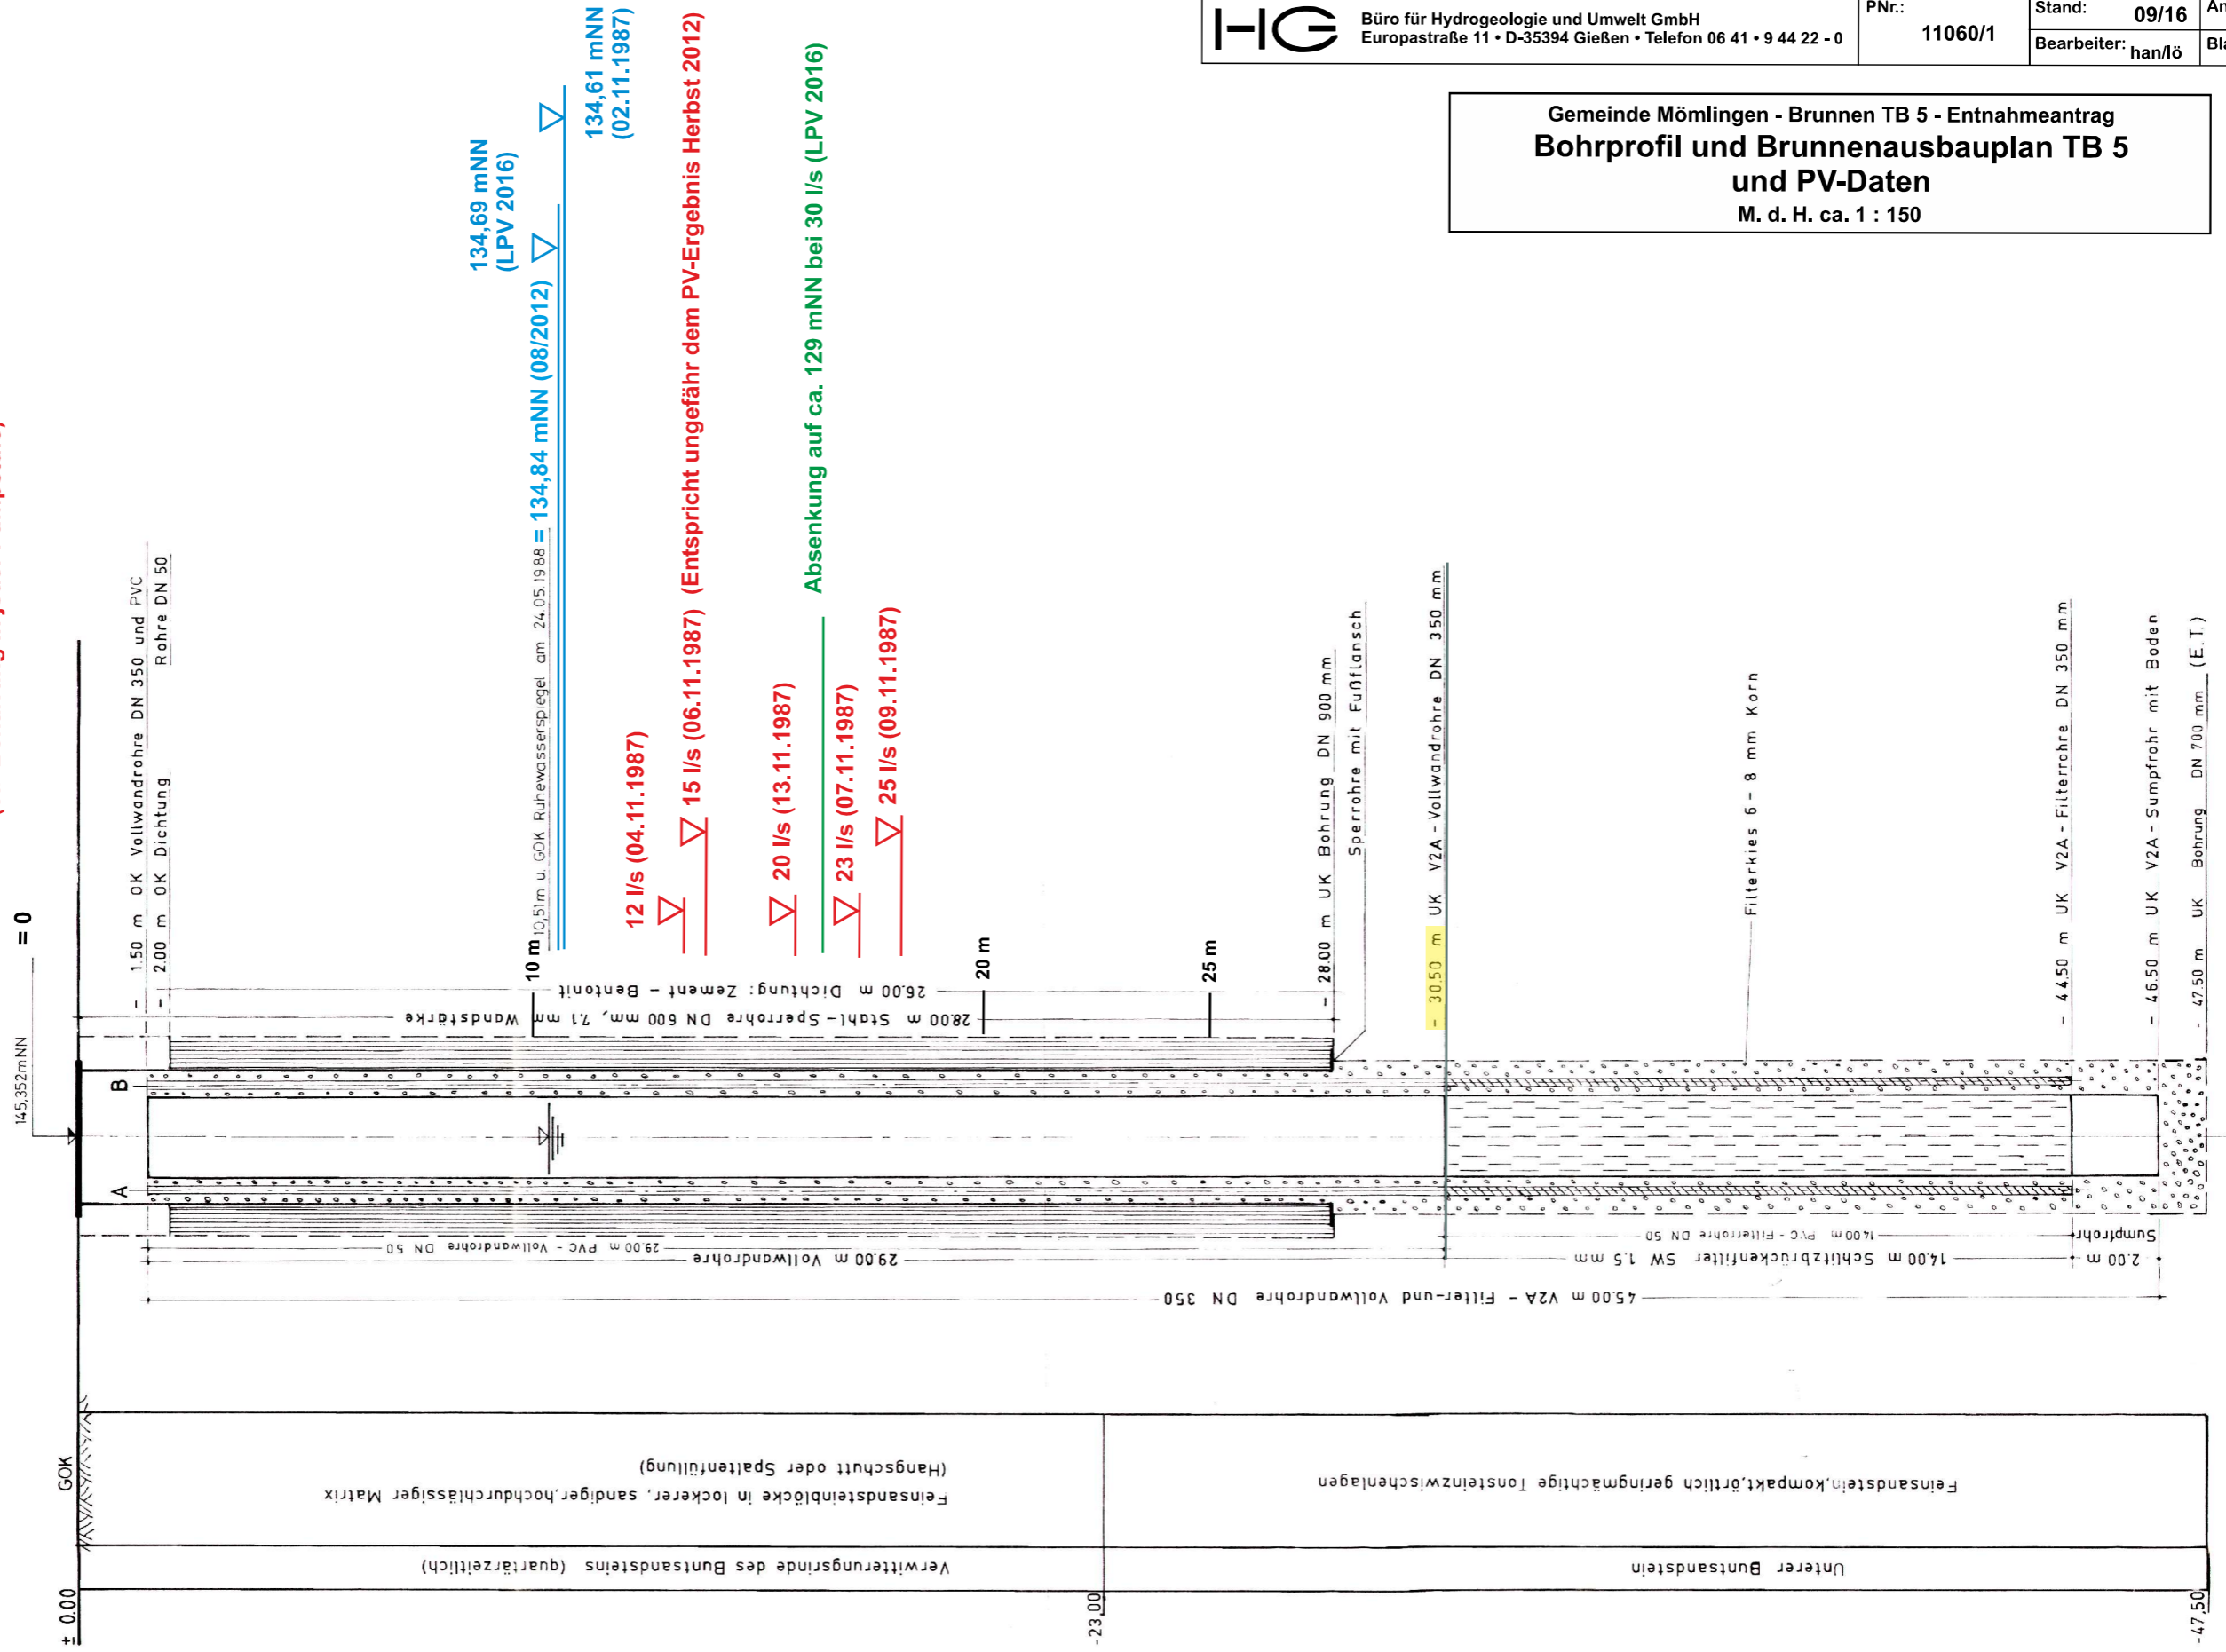 HG
Büro für Hydrogeologie und Umwelt GmbH
Europastraße 11 • D-35394 Gießen • Telefon 06 41 • 9 44 22 - 0
PNr.:
11060/1
Stand: 09/16
Bearbeiter: han/lö
Gemeinde Mömlingen - Brunnen TB 5 - Entnahmeantrag
Bohrprofil und Brunnenausbauplan TB 5
und PV-Daten
M. d. H. ca. 1 : 150
= 0
145,352mNN
1.50 m OK Vollwandrohre DN 350 und PVC
Rohre DN 50
2.00 m OK Dichtung
134,69 mNN
(LPV 2016)
134,61 mNN
(02.11.1987)
10 m
10,51m u. GOK Ruhewasserspiegel am 24.05.1988 = 134,84 mNN (08/2012)
12 l/s (04.11.1987)
15 l/s (06.11.1987) (Entspricht ungefähr dem PV-Ergebnis Herbst 2012)
20 l/s (13.11.1987)
Absenkung auf ca. 129 mNN bei 30 l/s (LPV 2016)
23 l/s (07.11.1987)
25 l/s (09.11.1987)
20 m
25 m
- 28.00 m UK Bohrung DN 900 mm
Sperrohre mit Fußflansch
- 30.50 m UK V2A - Vollwandrohre DN 350 mm
Filterkies 6 - 8 mm Korn
- 44.50 m UK V2A - Filterrohre DN 350 mm
- 46.50 m UK V2A - Sumpfrohr mit Boden
- 47.50 m UK Bohrung DN 700 mm (E.T.)
26.00 m Dichtung: Zement - Bentonit
28.00 m Stahl-Sperrohre DN 600 mm, 7.1 mm Wandstärke
B
A
29.00 m PVC - Vollwandrohre DN 50
29.00 m Vollwandrohre
14.00 m PVC - Filterrohre DN 50
14.00 m Schlitzbrückenfilter SW 1.5 mm
Sumpfrohr
2.00 m
45.00 m V2A - Filter-und Vollwandrohre DN 350
GOK
Feinsandsteinblöcke in lockerer, sandiger,hochdurchlässiger Matrix
(Hangschutt oder Spaltenfüllung)
Feinsandstein,kompakt,örtlich geringmächtige Tonsteinzwischenlagen
Verwitterungsrinde des Buntsandsteins (quartärzeitlich)
Unterer Buntsandstein
± 0.00
-23,00
-47,50